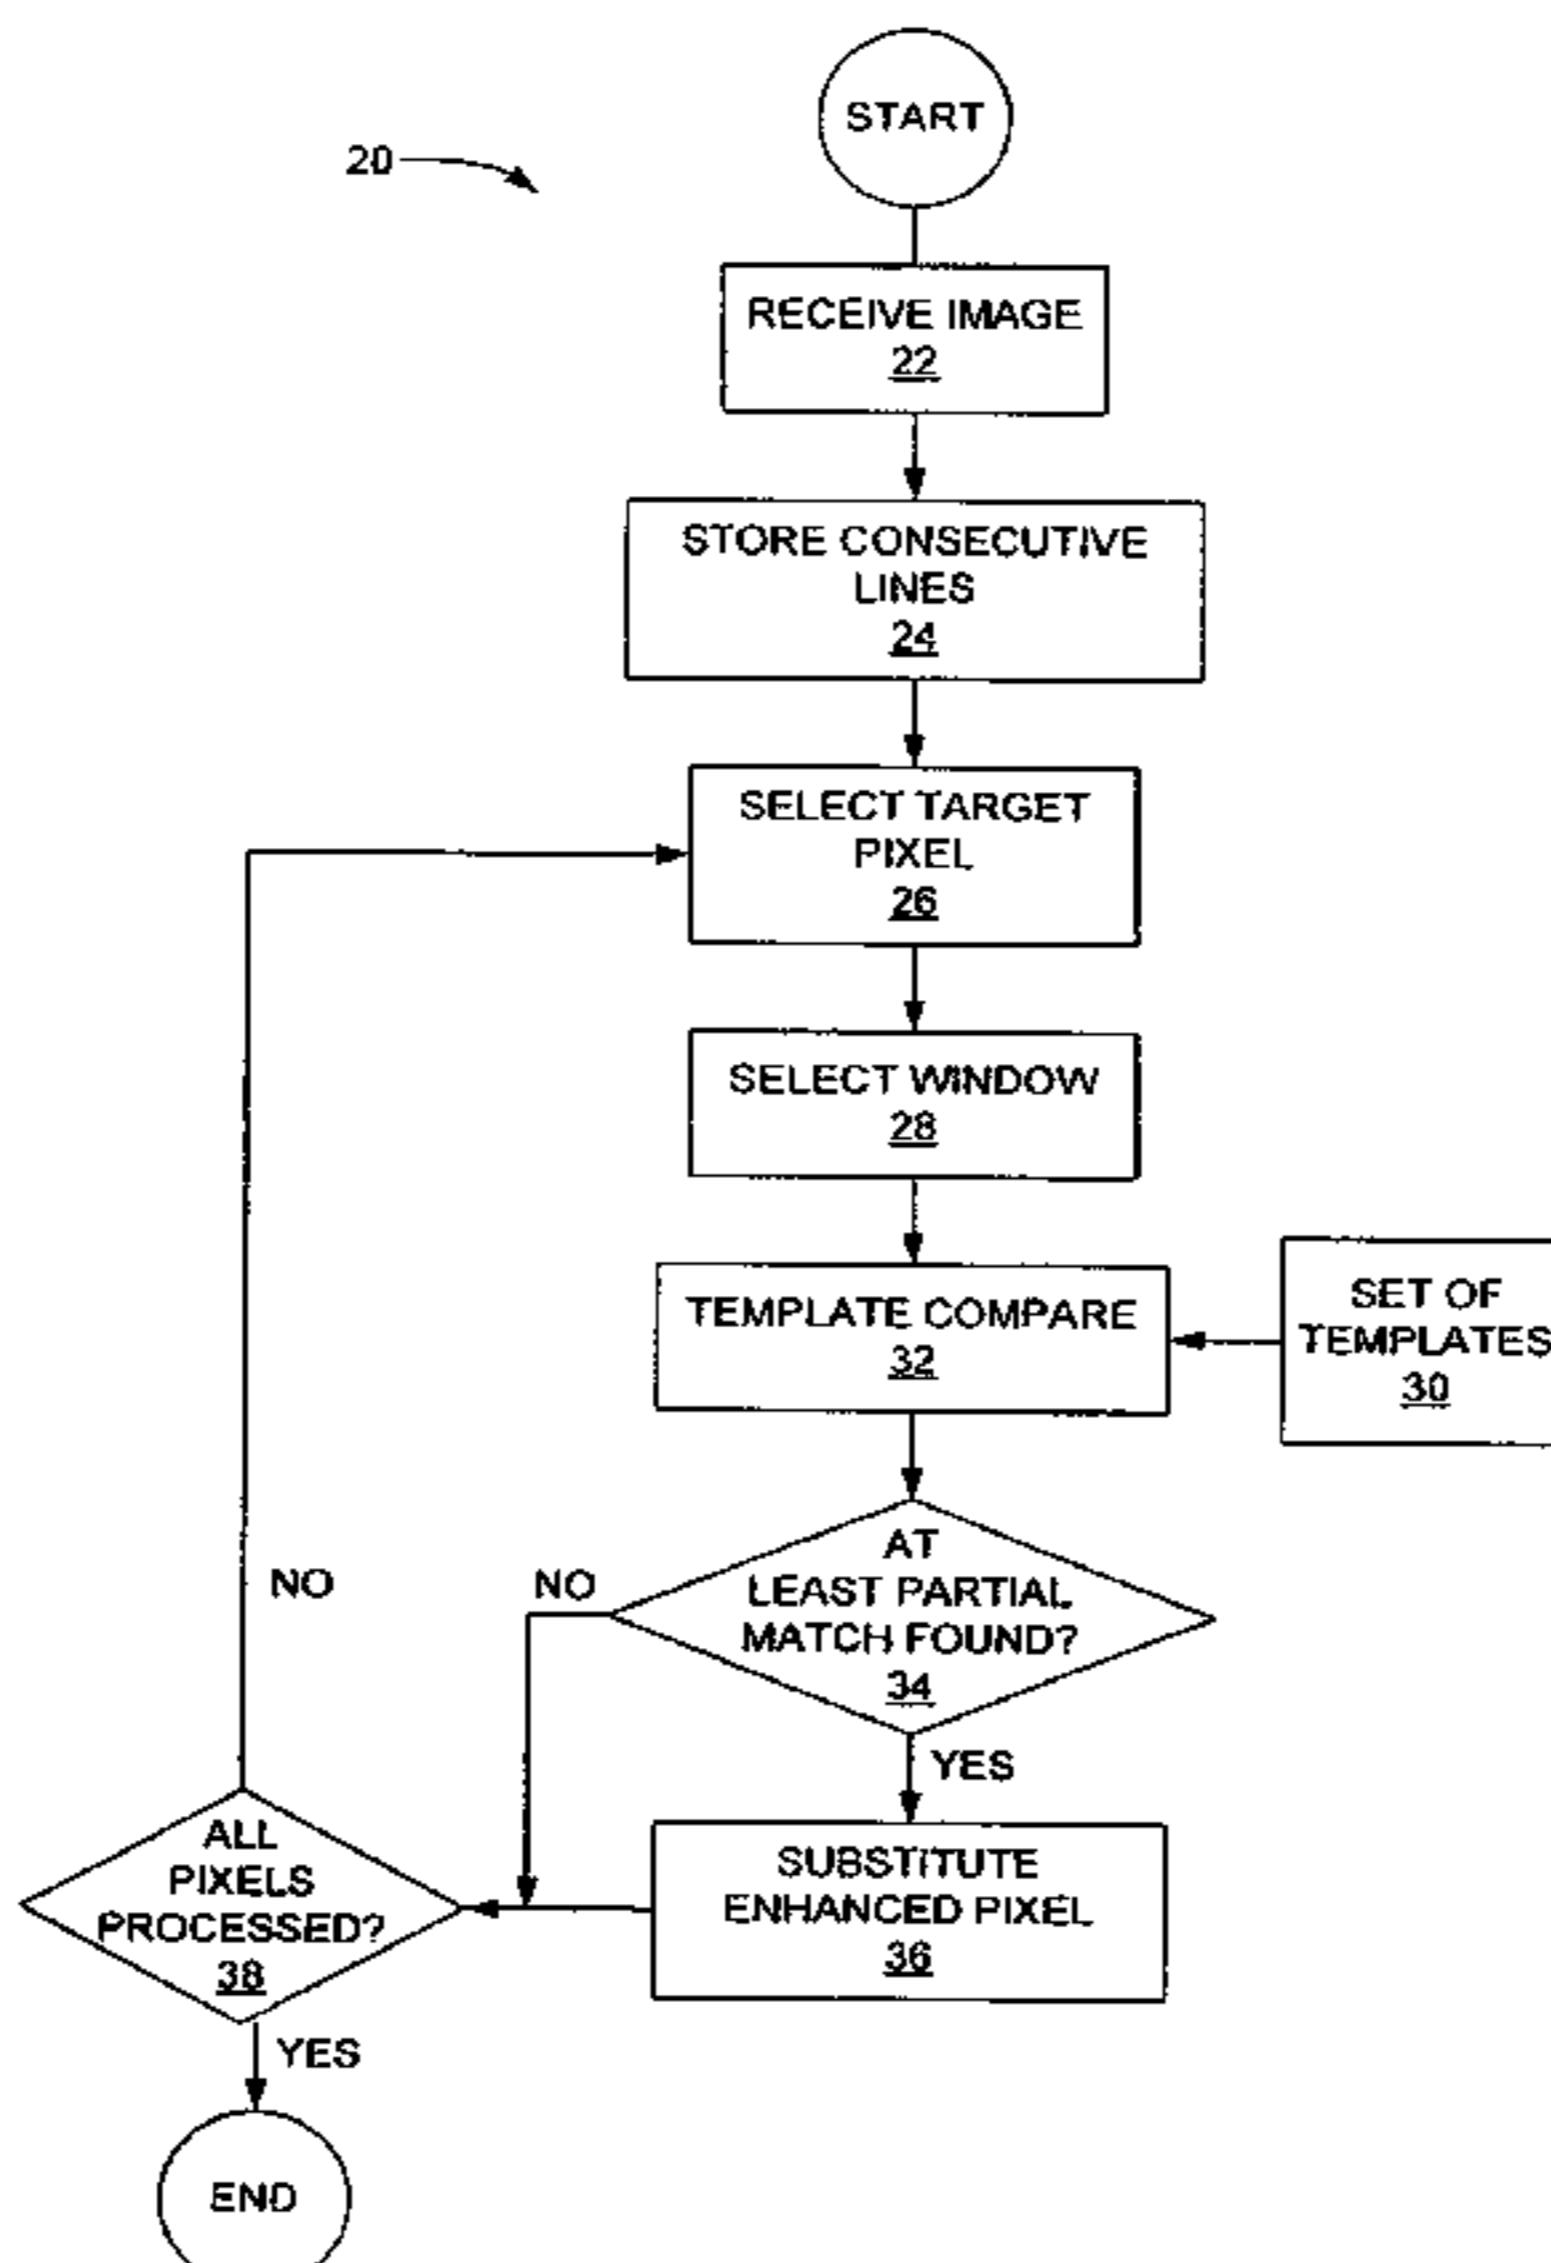 START
20
RECEIVE IMAGE
22
STORE CONSECUTIVE
LINES
24
SELECT TARGET
PIXEL
26
SELECT WINDOW
28
TEMPLATE COMPARE
32
SET OF
TEMPLATES
30
AT
LEAST PARTIAL
MATCH FOUND?
34
NO
NO
YES
SUBSTITUTE
ENHANCED PIXEL
36
ALL
PIXELS
PROCESSED?
38
YES
END